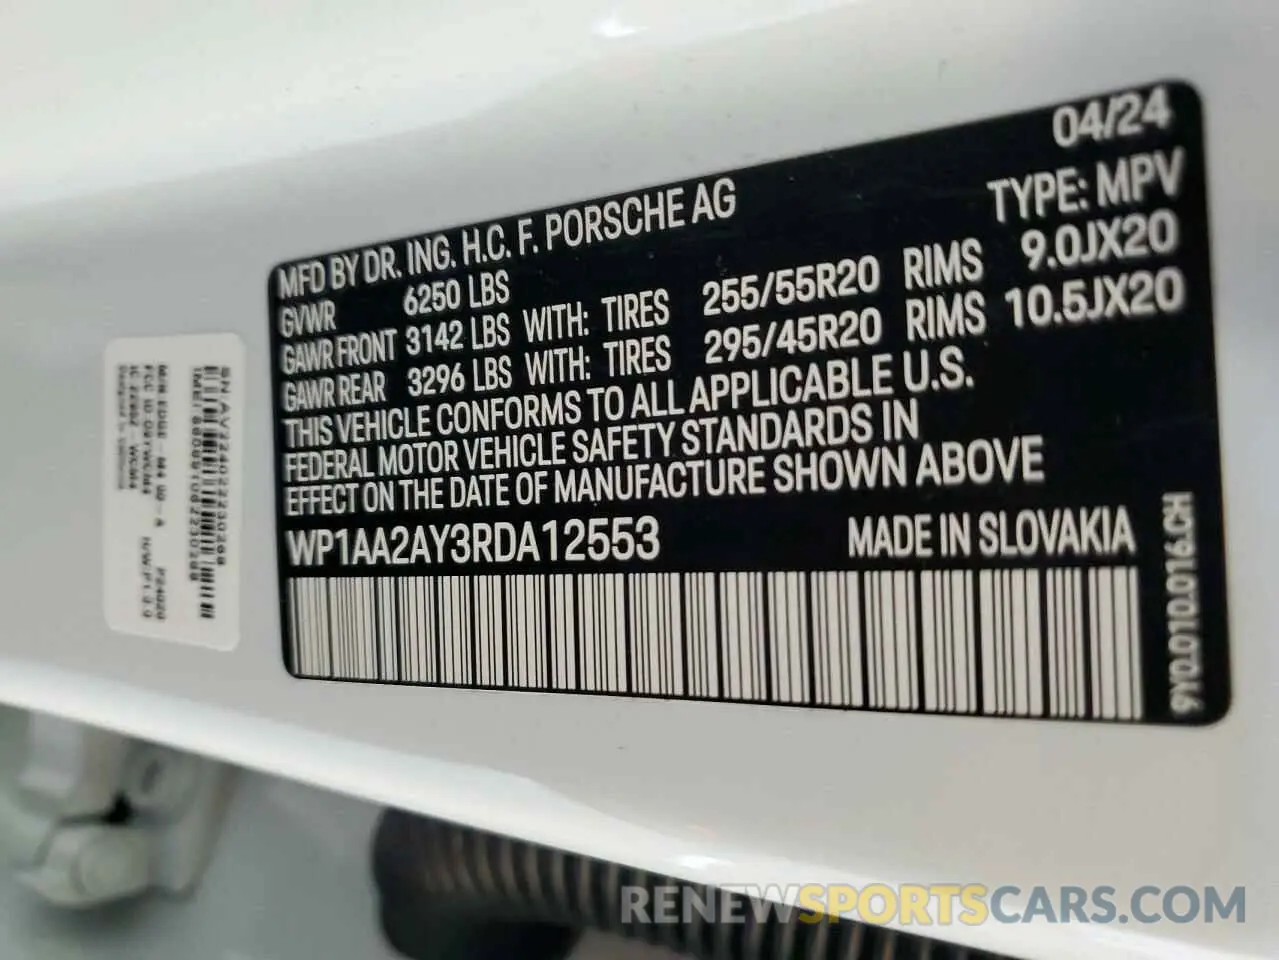 04/24
MFD BY DR. ING. H.C. F. PORSCHE AG TYPE: MPV
GVWR 6250 LBS
GAWR FRONT 3142 LBS WITH: TIRES 255/55R20 RIMS 9.0JX20
GAWR REAR 3296 LBS WITH: TIRES 295/45R20 RIMS 10.5JX20
THIS VEHICLE CONFORMS TO ALL APPLICABLE U.S.
FEDERAL MOTOR VEHICLE SAFETY STANDARDS IN
EFFECT ON THE DATE OF MANUFACTURE SHOWN ABOVE
WP1AA2AY3RDA12553 MADE IN SLOVAKIA
9Y0.010.016.CH
RENEWSPORTSCARS.COM